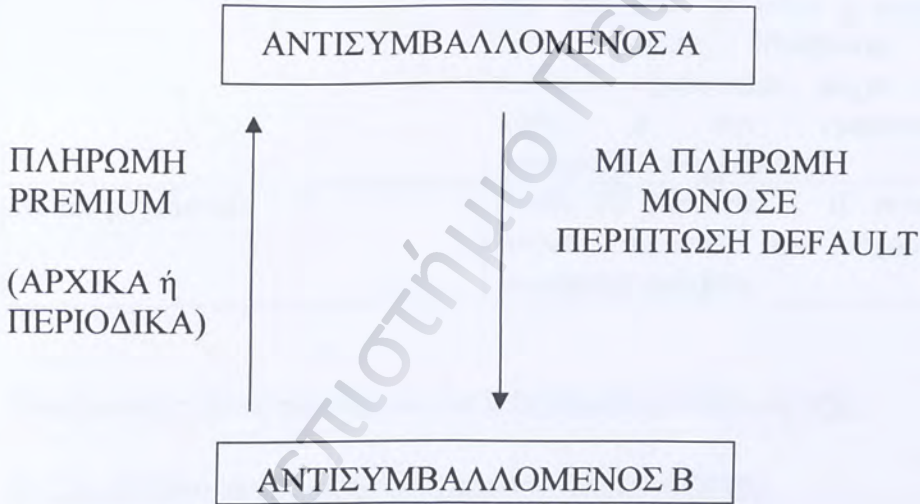 ΑΝΤΙΣΥΜΒΑΛΛΟΜΕΝΟΣ Α
ΠΛΗΡΩΜΗ
PREMIUM
(ΑΡΧΙΚΑ ή
ΠΕΡΙΟΔΙΚΑ)
ΜΙΑ ΠΛΗΡΩΜΗ
ΜΟΝΟ ΣΕ
ΠΕΡΙΠΤΩΣΗ DEFAULT
ΑΝΤΙΣΥΜΒΑΛΛΟΜΕΝΟΣ Β